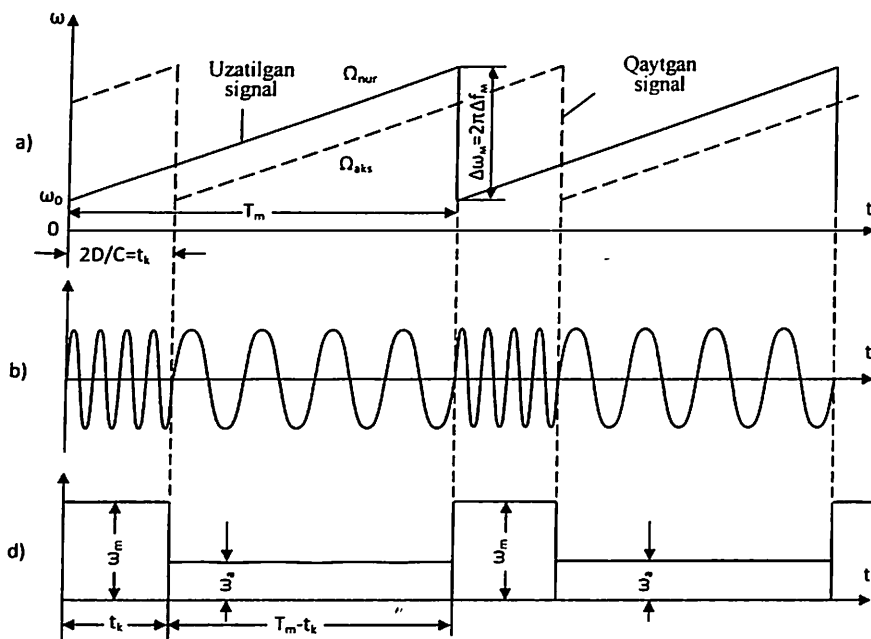 ω
Uzatilgan
signal
Ω_nur
Δω_м=2πΔf_м
Qaytgan
signal
a)
Ω_aks
ω_0
T_m
0
t
2D/C=t_k
b)
t
d)
ω_m
ω_a
ω_m
ω_a
t
t_k
T_m-t_k